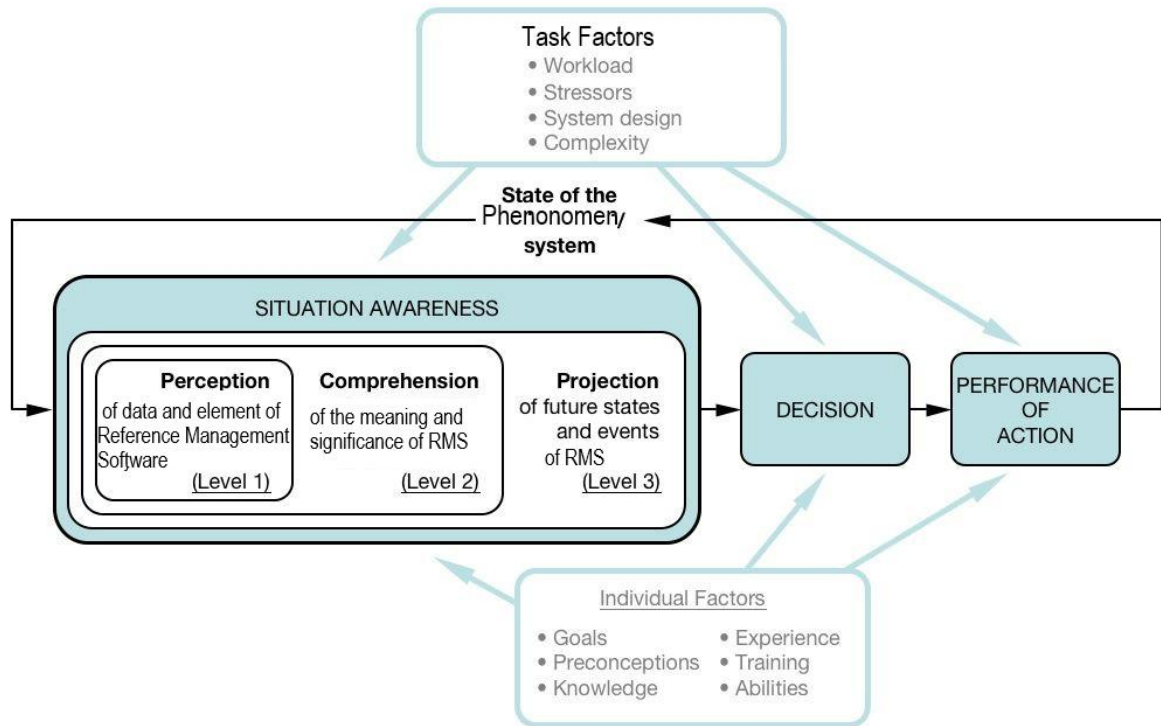 Task Factors
• Workload
• Stressors
• System design
• Complexity
State of the
Phenonomen/
system
SITUATION AWARENESS
Perception
of data and element of
Reference Management
Software
(Level 1)
Comprehension
of the meaning and
significance of RMS
(Level 2)
Projection
of future states
and events
of RMS
(Level 3)
DECISION
PERFORMANCE
OF
ACTION
Individual Factors
• Goals
• Preconceptions
• Knowledge
• Experience
• Training
• Abilities